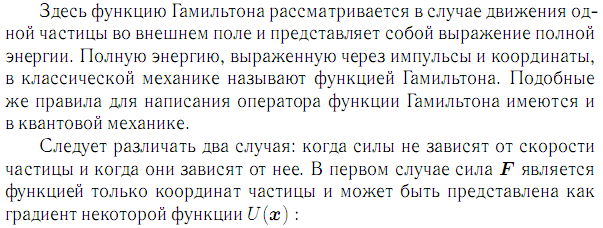 Здесь функцию Гамильтона рассматривается в случае движения од-
ной частицы во внешнем поле и представляет собой выражение полной
энергии. Полную энергию, выраженную через импульсы и координаты,
в классической механике называют функцией Гамильтона. Подобные
же правила для написания оператора функции Гамильтона имеются и
в квантовой механике.
Следует различать два случая: когда силы не зависят от скорости
частицы и когда они зависят от нее. В первом случае сила F является
функцией только координат частицы и может быть представлена как
градиент некоторой функции U(x) :